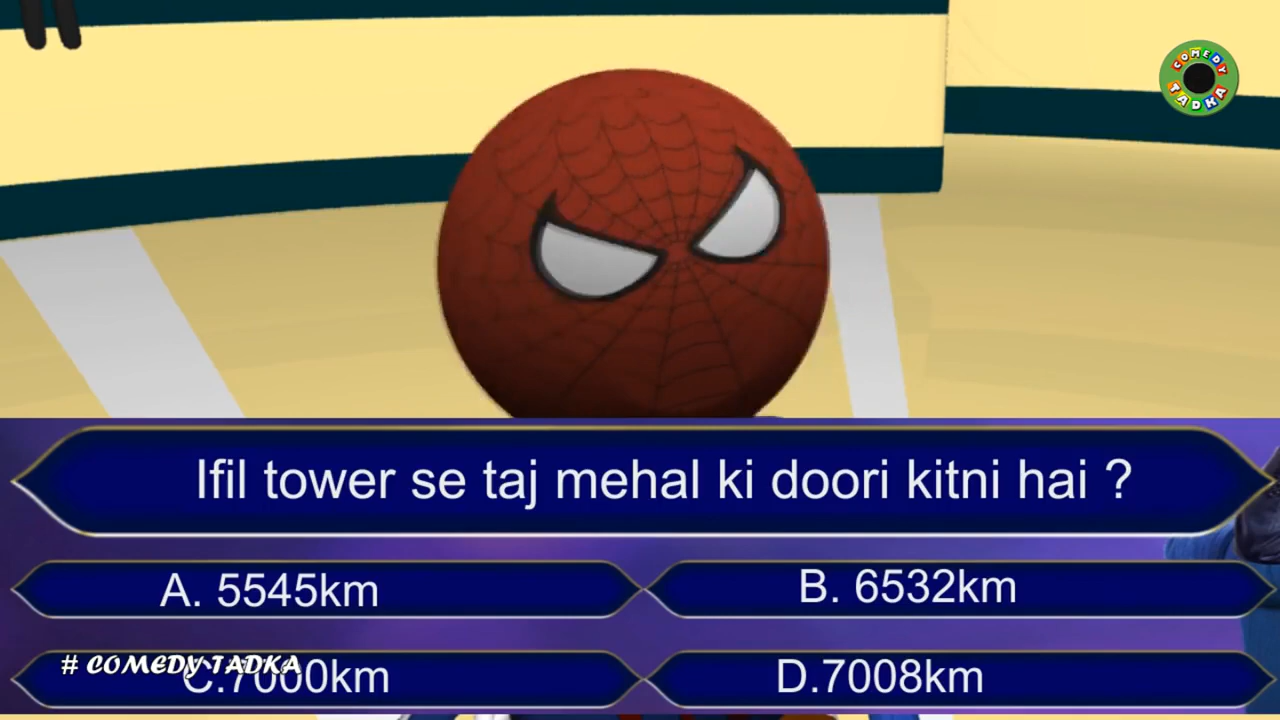 COMEDY
TADKA
Ifil tower se taj mehal ki doori kitni hai ?
A. 5545km
B. 6532km
# COMEDY TADKA
C.7000km
D.7008km